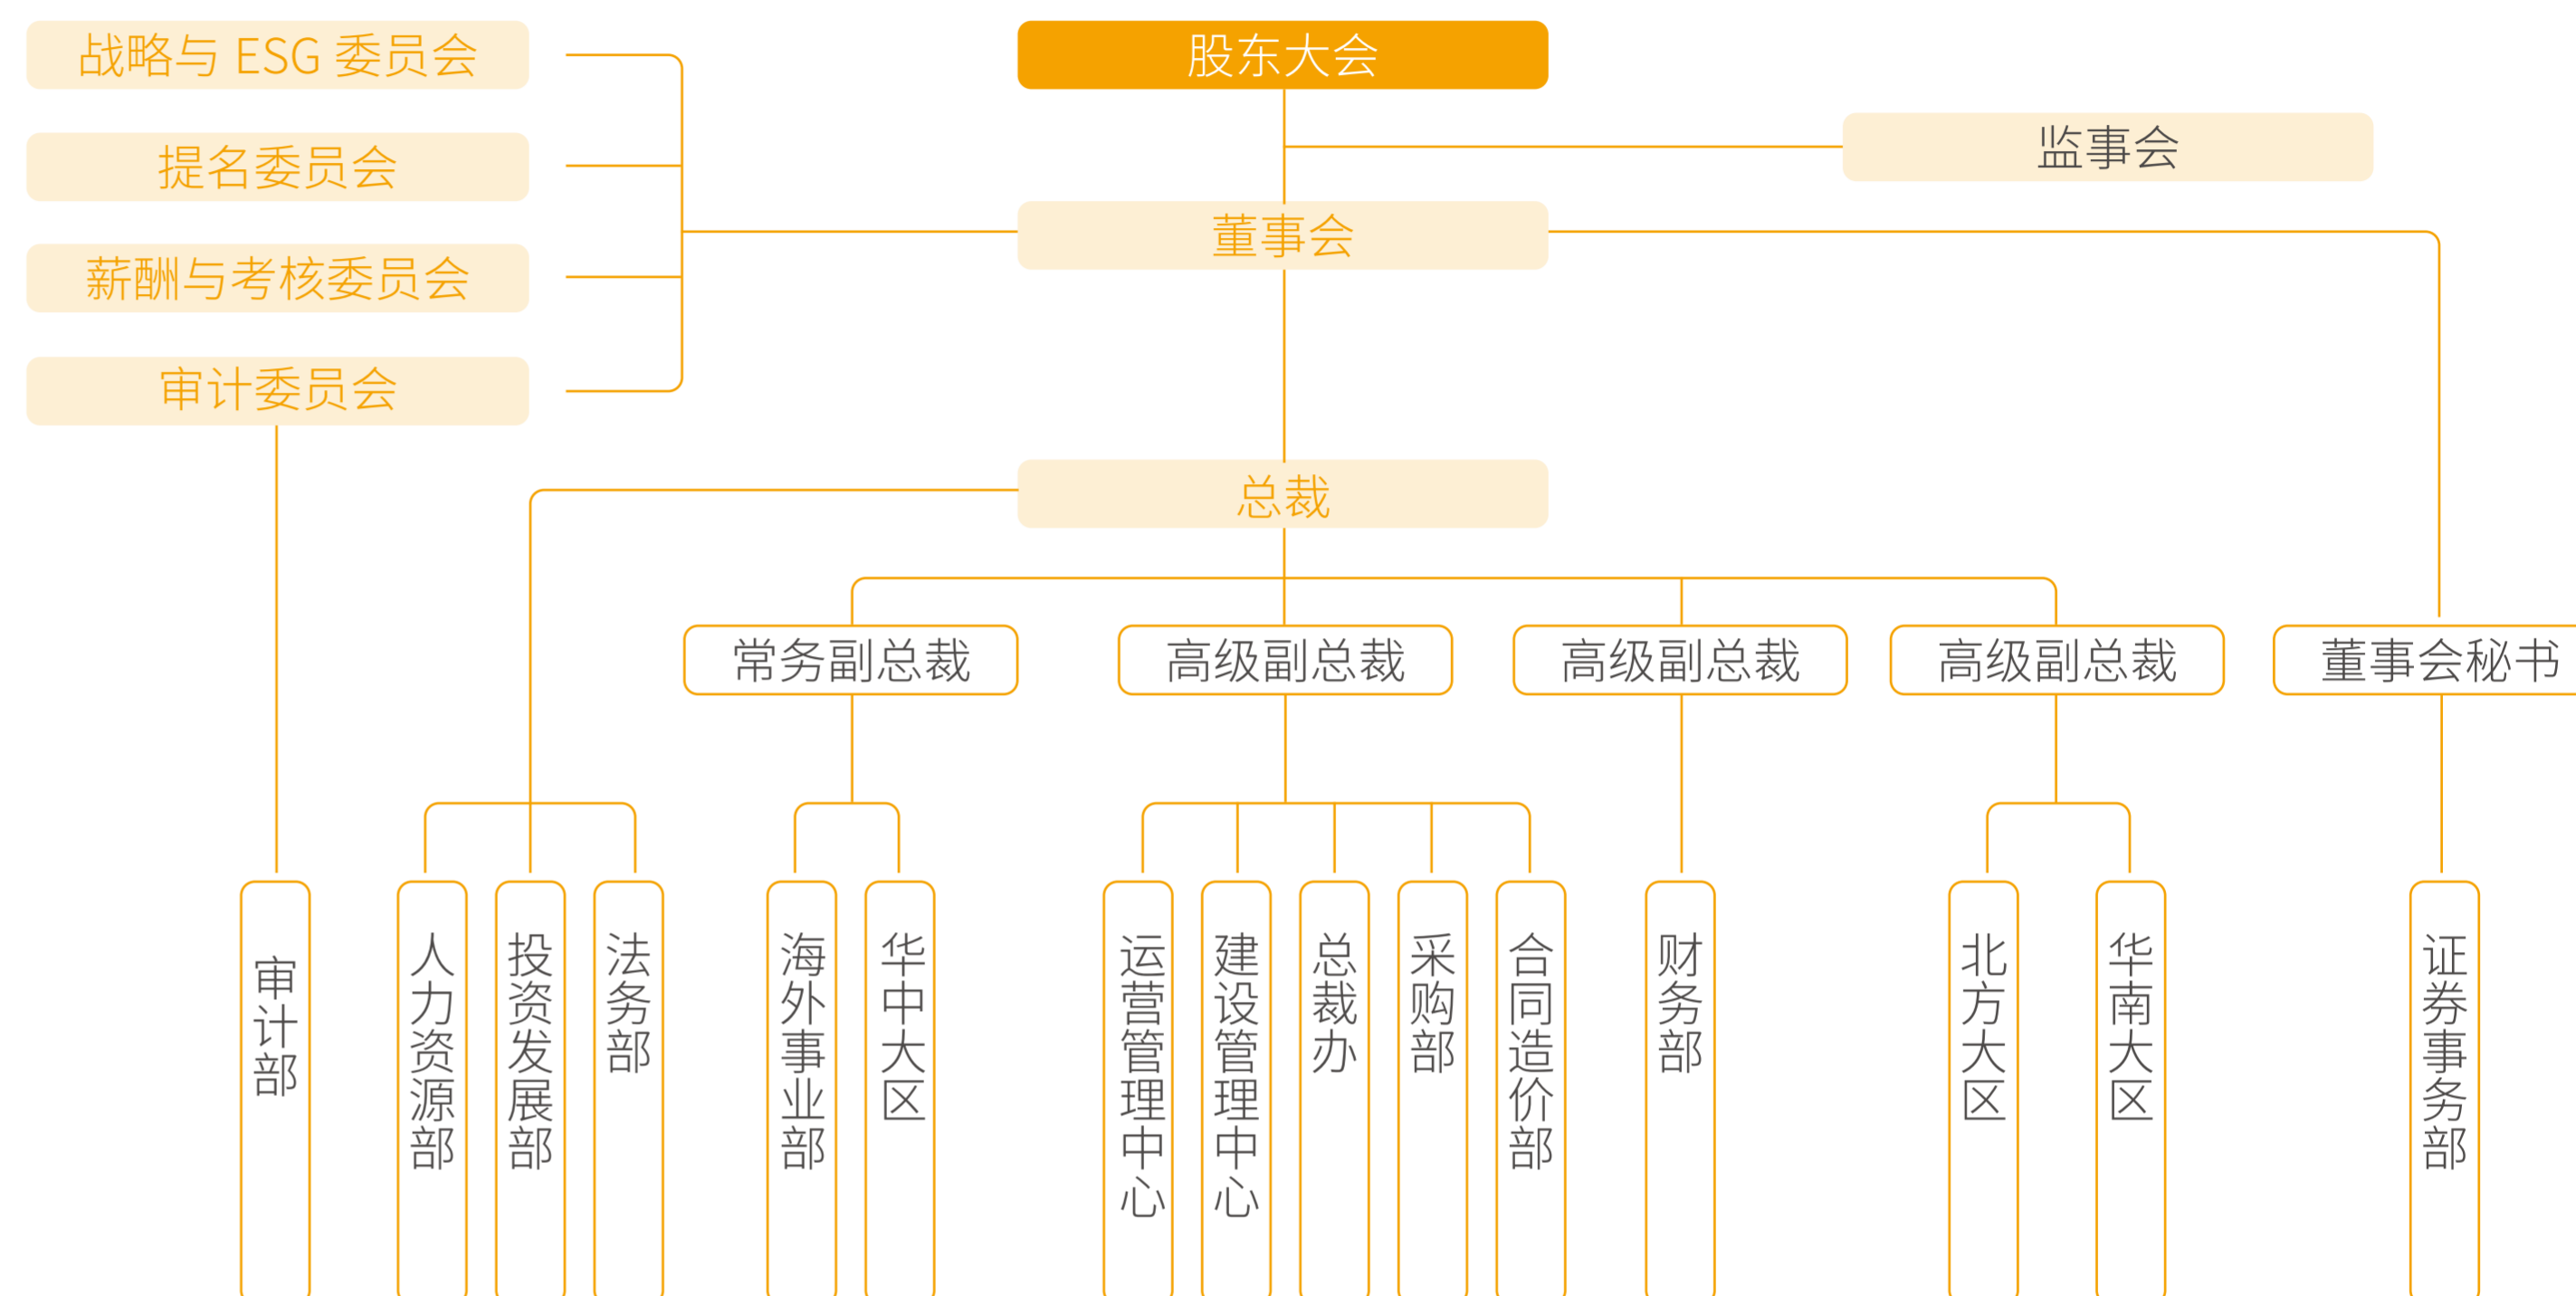 战略与 ESG 委员会
股东大会
监事会
提名委员会
董事会
薪酬与考核委员会
审计委员会
总裁
常务副总裁
高级副总裁
高级副总裁
高级副总裁
董事会秘书
审计部
人力资源部
投资发展部
法务部
海外事业部
华中大区
运营管理中心
建设管理中心
总裁办
采购部
合同造价部
财务部
北方大区
华南大区
证券事务部